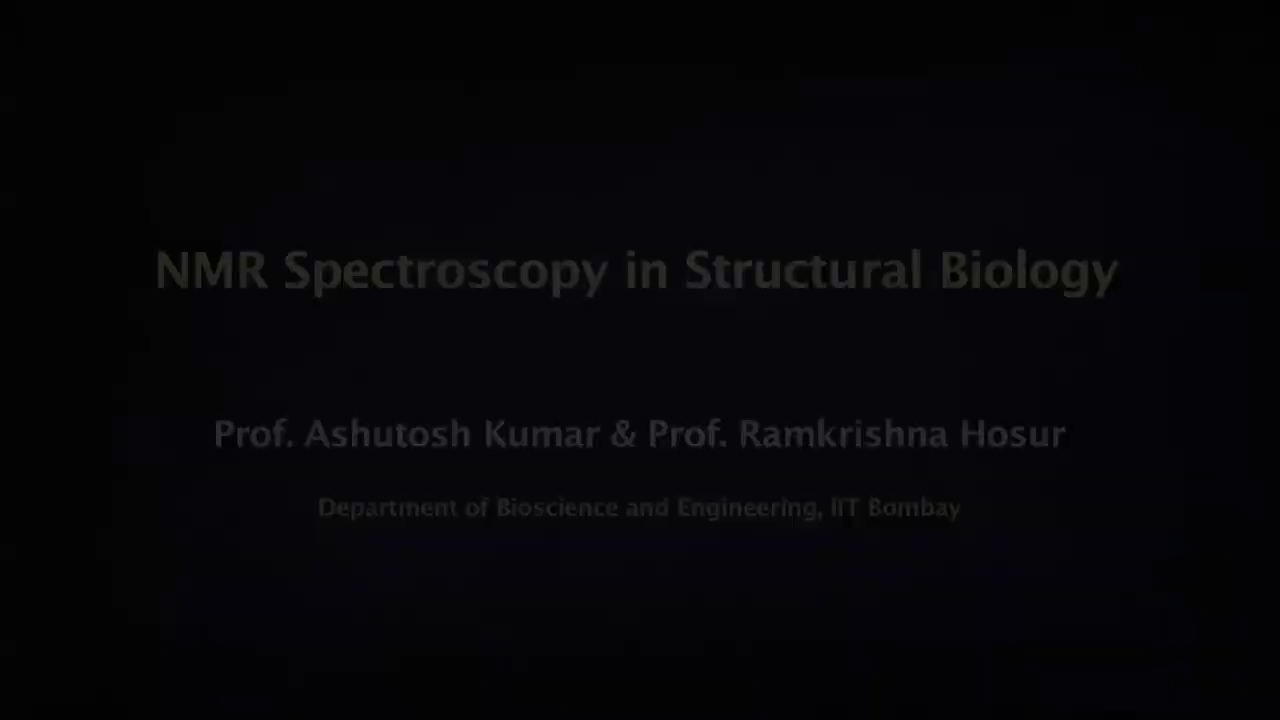 NMR Spectroscopy in Structural Biology
Prof. Ashutosh Kumar & Prof. Ramkrishna Hosur
Department of Bioscience and Engineering, IIT Bombay